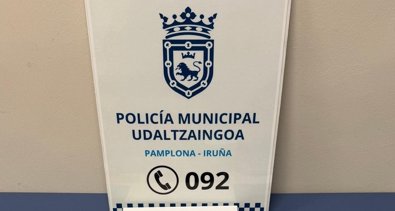 POLICÍA MUNICIPAL
UDALTZAINGOA
PAMPLONA - IRUÑA
092